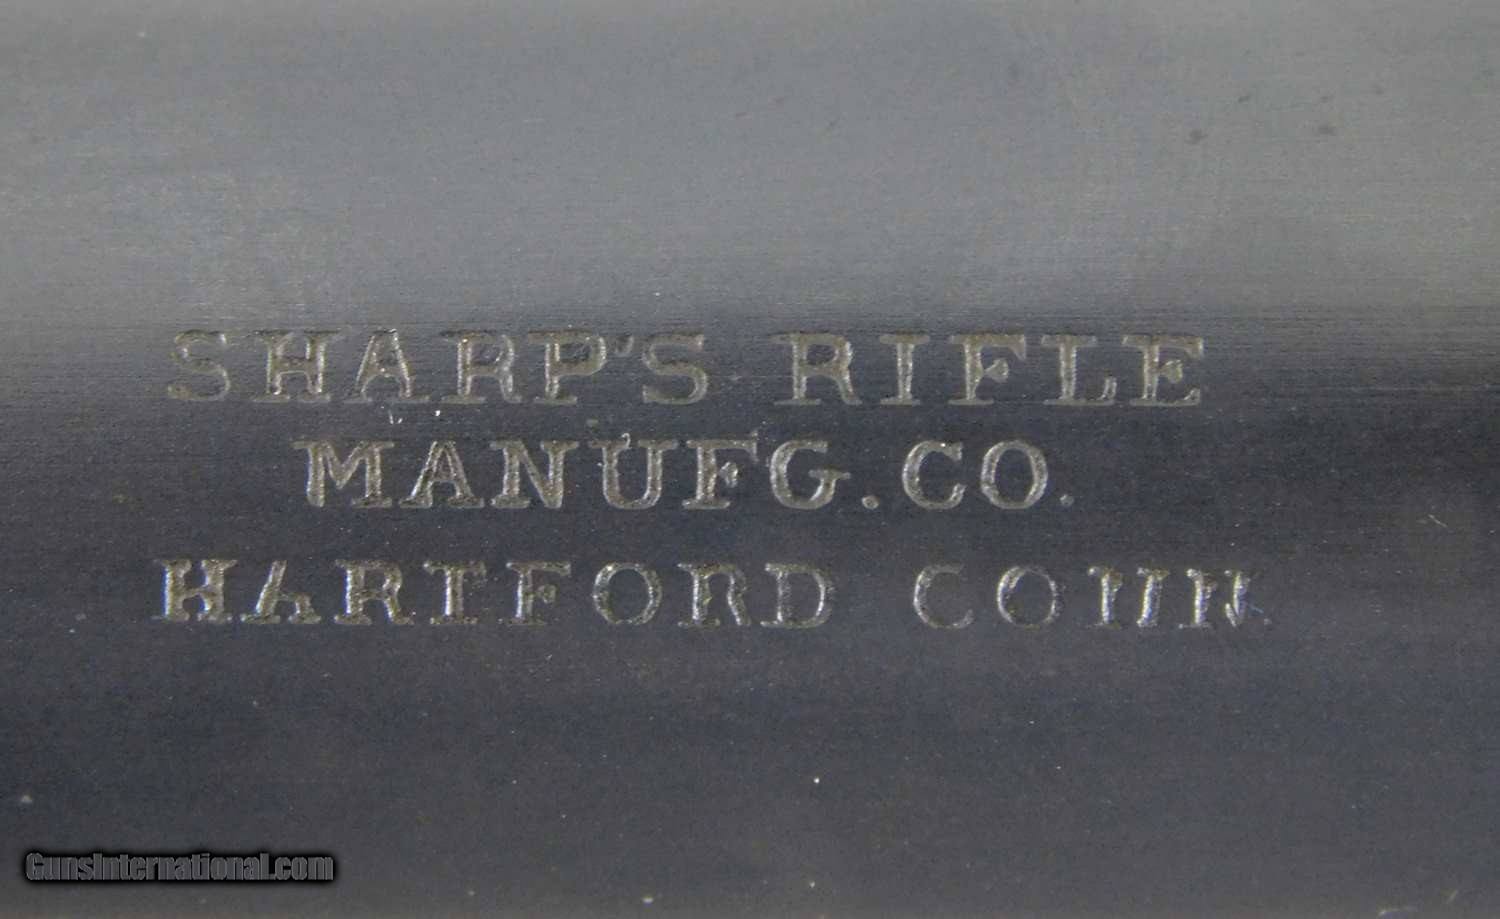 SHARP'S RIFLE
MANUFG.CO.
HARTFORD CONN.
GunsInternational.com